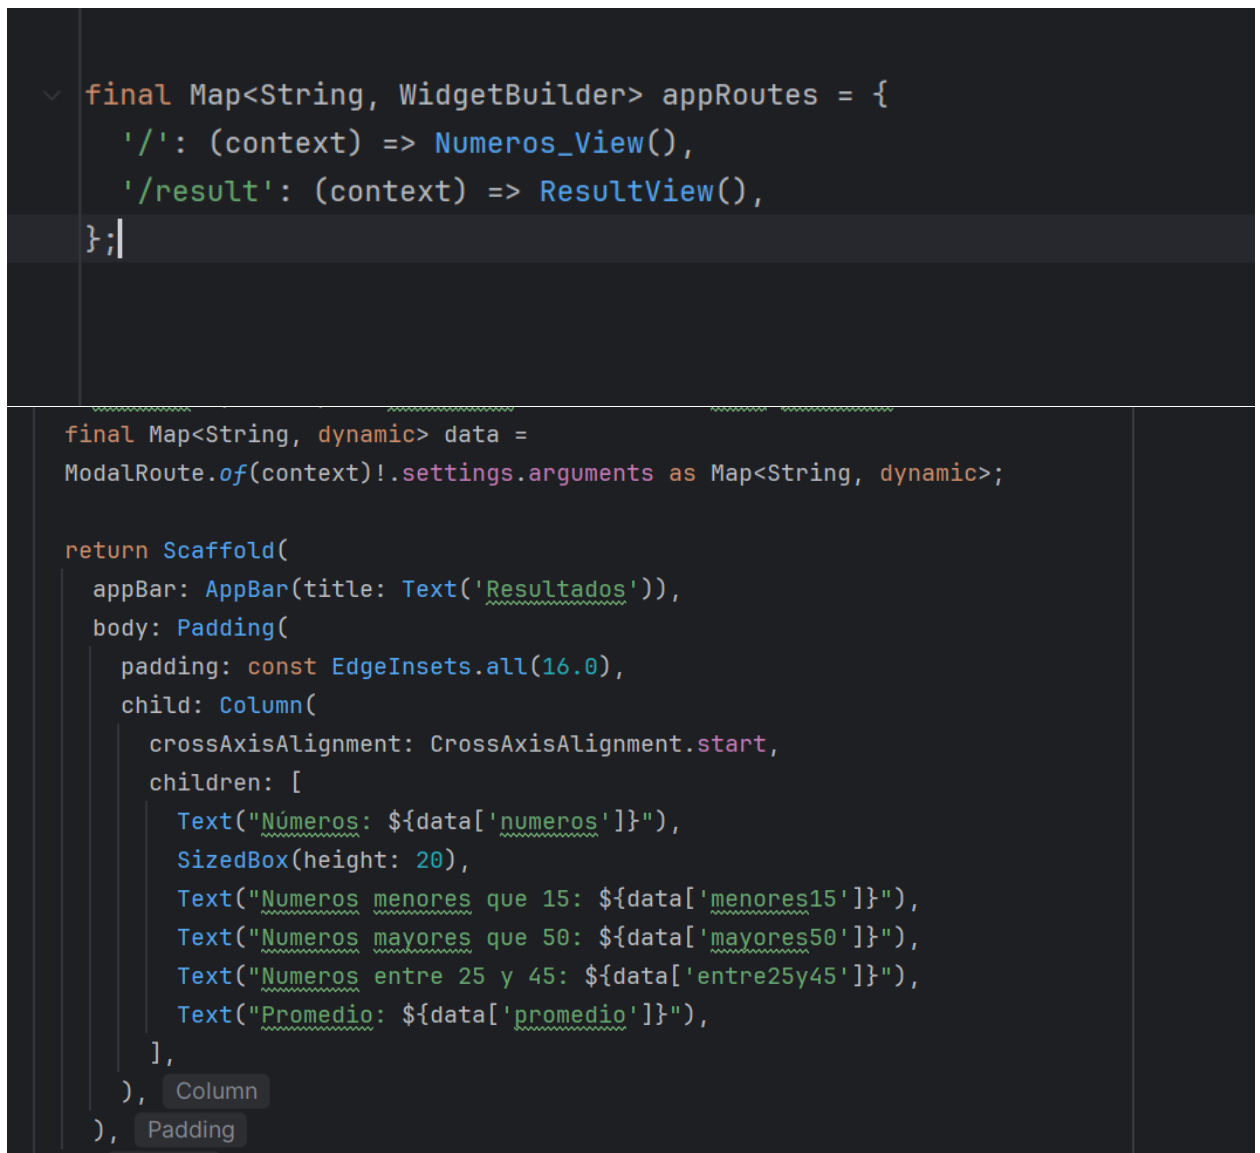 final Map<String, WidgetBuilder> appRoutes = {
'/': (context) => Numeros_View(),
'/result': (context) => ResultView(),
};
final Map<String, dynamic> data =
ModalRoute.of(context)!.settings.arguments as Map<String, dynamic>;
return Scaffold(
appBar: AppBar(title: Text('Resultados')),
body: Padding(
padding: const EdgeInsets.all(16.0),
child: Column(
crossAxisAlignment: CrossAxisAlignment.start,
children: [
Text("Números: ${data['numeros']}"),
SizedBox(height: 20),
Text("Numeros menores que 15: ${data['menores15']}"),
Text("Numeros mayores que 50: ${data['mayores50']}"),
Text("Numeros entre 25 y 45: ${data['entre25y45']}"),
Text("Promedio: ${data['promedio']}"),
],
), Column
), Padding